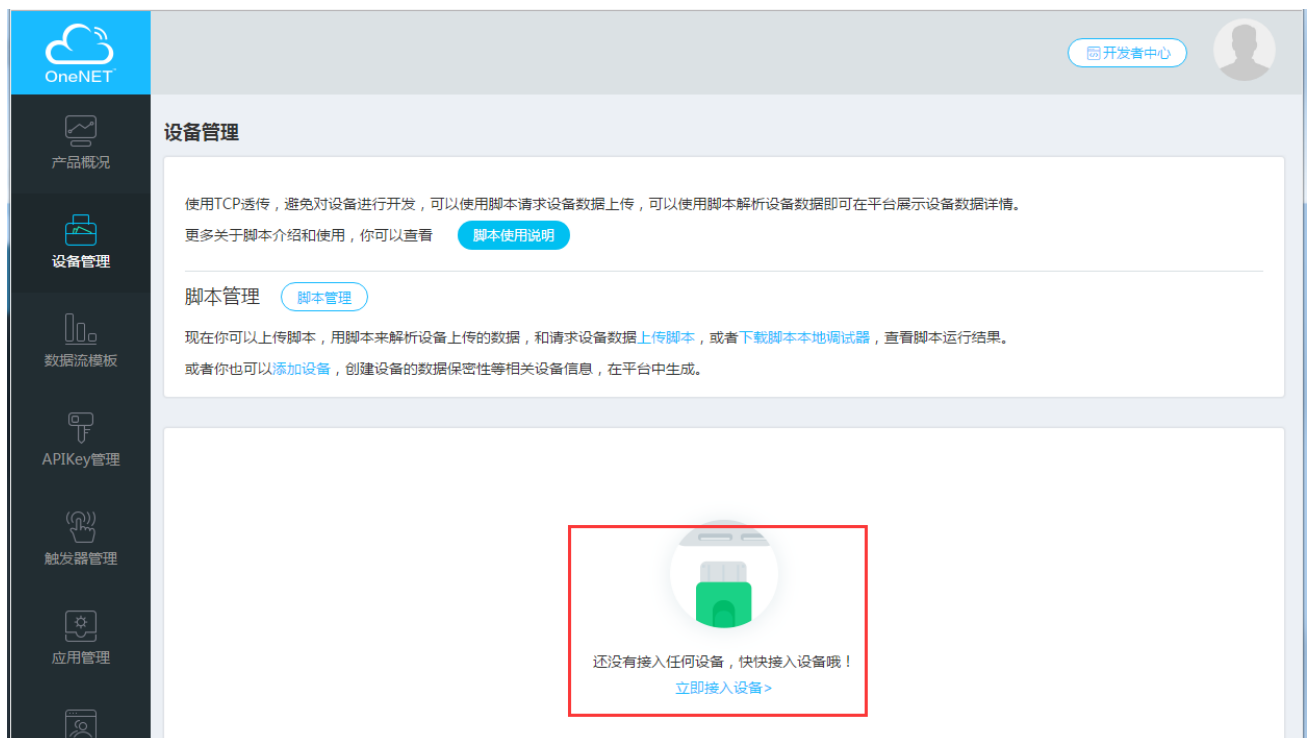 OneNET
开发者中心
产品概况
设备管理
数据流模板
APIKey管理
触发器管理
应用管理
设备管理
使用TCP透传，避免对设备进行开发，可以使用脚本请求设备数据上传，可以使用脚本解析设备数据即可在平台展示设备数据详情。
更多关于脚本介绍和使用，你可以查看 脚本使用说明
脚本管理 脚本管理
现在你可以上传脚本，用脚本来解析设备上传的数据，和请求设备数据上传脚本，或者下载脚本本地调试器，查看脚本运行结果。
或者你也可以添加设备，创建设备的数据保密性等相关设备信息，在平台中生成。
还没有接入任何设备，快快接入设备哦！
立即接入设备>